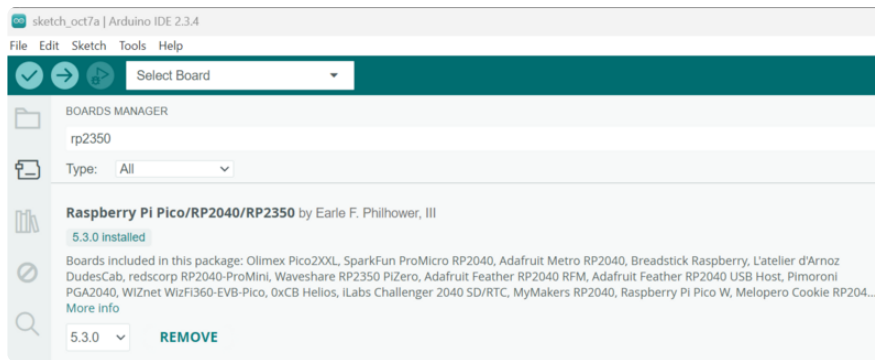 sketch_oct7a | Arduino IDE 2.3.4
File Edit Sketch Tools Help
Select Board
BOARDS MANAGER
rp2350
Type: All
Raspberry Pi Pico/RP2040/RP2350 by Earle F. Philhower, III
5.3.0 installed
Boards included in this package: Olimex Pico2XXL, SparkFun ProMicro RP2040, Adafruit Metro RP2040, Breadstick Raspberry, L'atelier d'Arnoz
DudesCab, redscorp RP2040-ProMini, Waveshare RP2350 PiZero, Adafruit Feather RP2040 RFM, Adafruit Feather RP2040 USB Host, Pimoroni
PGA2040, WIZnet WizFi360-EVB-Pico, 0xCB Helios, iLabs Challenger 2040 SD/RTC, MyMakers RP2040, Raspberry Pi Pico W, Melopero Cookie RP204...
More info
5.3.0 REMOVE